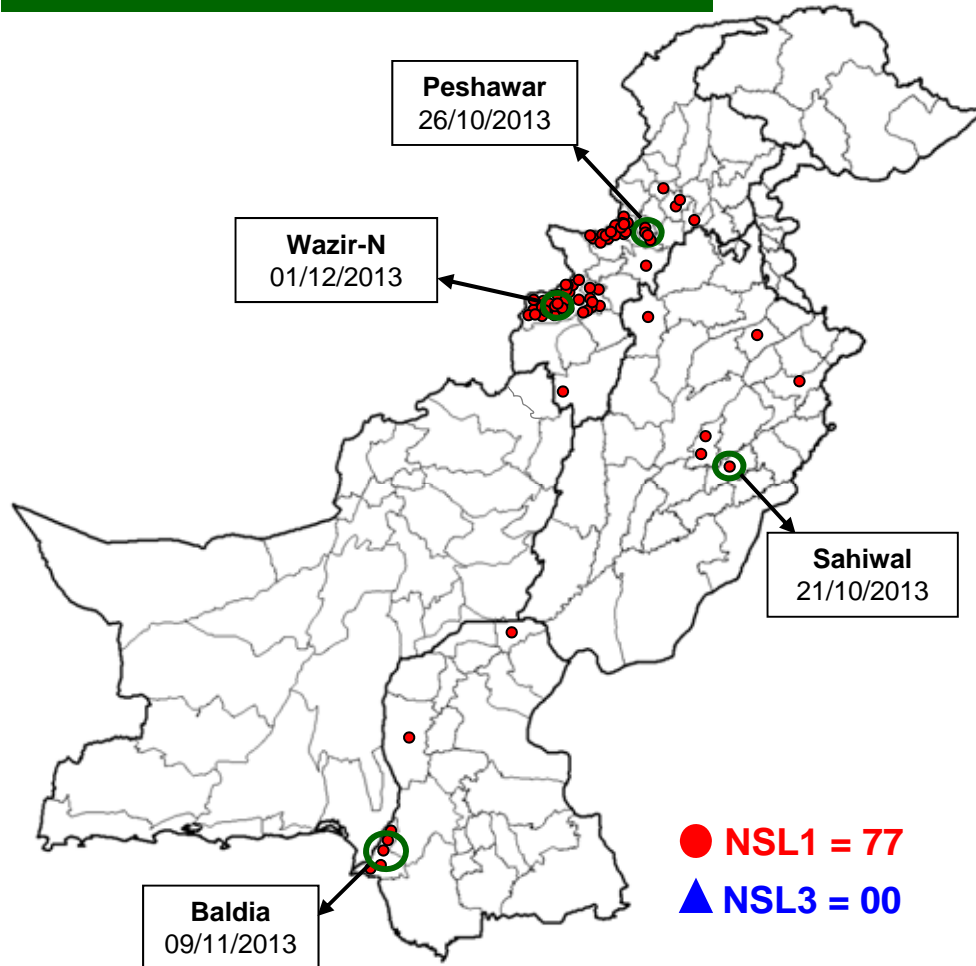 Peshawar
26/10/2013
Wazir-N
01/12/2013
Sahiwal
21/10/2013
NSL1 = 77
NSL3 = 00
Baldia
09/11/2013